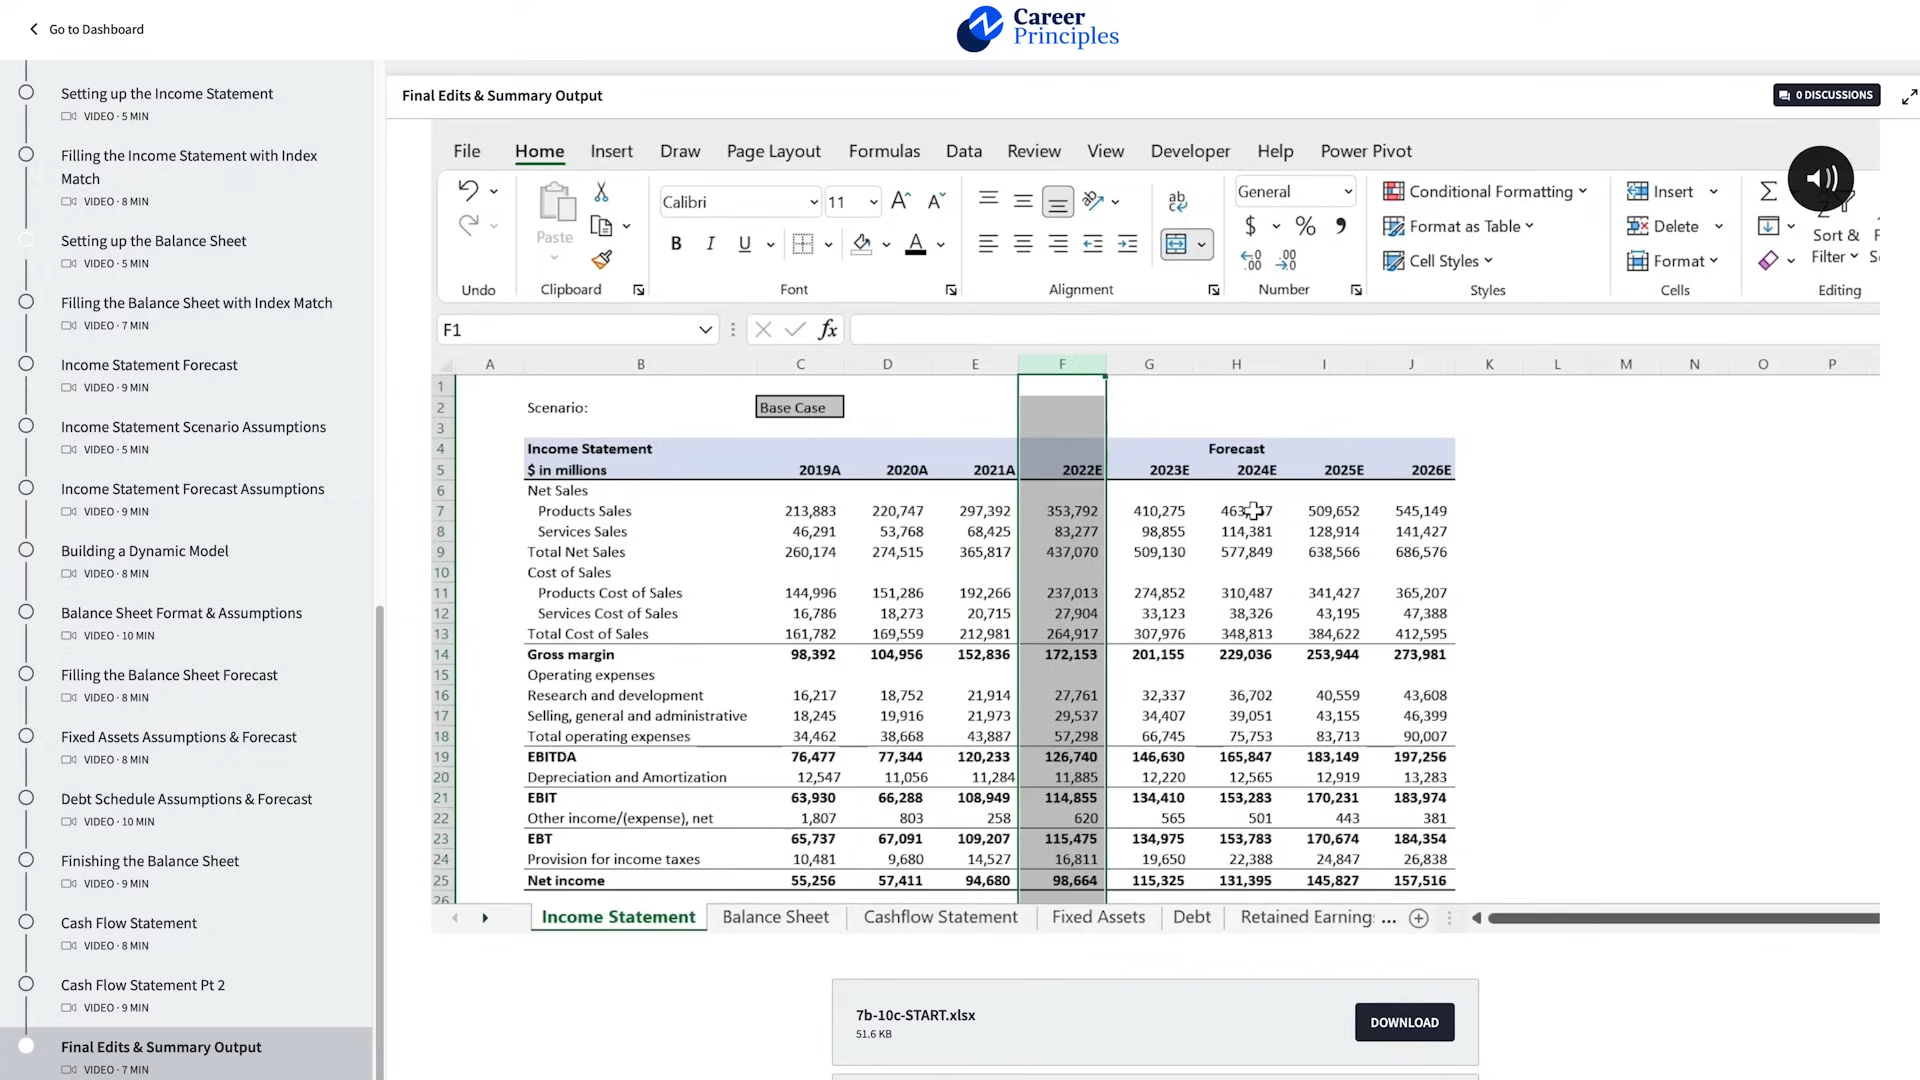 Go to Dashboard
Career
Principles
Setting up the Income Statement
VIDEO · 5 MIN
Filling the Income Statement with Index
Match
VIDEO · 8 MIN
Setting up the Balance Sheet
VIDEO · 5 MIN
Filling the Balance Sheet with Index Match
VIDEO · 7 MIN
Income Statement Forecast
VIDEO · 9 MIN
Income Statement Scenario Assumptions
VIDEO · 5 MIN
Income Statement Forecast Assumptions
VIDEO · 9 MIN
Building a Dynamic Model
VIDEO · 8 MIN
Balance Sheet Format & Assumptions
VIDEO · 10 MIN
Filling the Balance Sheet Forecast
VIDEO · 8 MIN
Fixed Assets Assumptions & Forecast
VIDEO · 8 MIN
Debt Schedule Assumptions & Forecast
VIDEO · 10 MIN
Finishing the Balance Sheet
VIDEO · 9 MIN
Cash Flow Statement
VIDEO · 8 MIN
Cash Flow Statement Pt 2
VIDEO · 9 MIN
Final Edits & Summary Output
VIDEO · 7 MIN
Final Edits & Summary Output
0 DISCUSSIONS
File Home Insert Draw Page Layout Formulas Data Review View Developer Help Power Pivot
Calibri 11 General Conditional Formatting Insert
Paste B I U $ % Format as Table Delete Sort &
Cell Styles Format Filter
Undo Clipboard Font Alignment Number Styles Cells Editing
F1 fx
A B C D E F G H I J K L M N O P
1
2 Scenario: Base Case
3
4 Income Statement Forecast
5 $ in millions 2019A 2020A 2021A 2022E 2023E 2024E 2025E 2026E
6 Net Sales
7 Products Sales 213,883 220,747 297,392 353,792 410,275 509,652 545,149
8 Services Sales 46,291 53,768 68,425 83,277 98,855 114,381 128,914 141,427
9 Total Net Sales 260,174 274,515 365,817 437,070 509,130 577,849 638,566 686,576
10 Cost of Sales
11 Products Cost of Sales 144,996 151,286 192,266 237,013 274,852 310,487 341,427 365,207
12 Services Cost of Sales 16,786 18,273 20,715 27,904 33,123 38,326 43,195 47,388
13 Total Cost of Sales 161,782 169,559 212,981 264,917 307,976 348,813 384,622 412,595
14 Gross margin 98,392 104,956 152,836 172,153 201,155 229,036 253,944 273,981
15 Operating expenses
16 Research and development 16,217 18,752 21,914 27,761 32,337 36,702 40,559 43,608
17 Selling, general and administrative 18,245 19,916 21,973 29,537 34,407 39,051 43,155 46,399
18 Total operating expenses 34,462 38,668 43,887 57,298 66,745 75,753 83,713 90,007
19 EBITDA 76,477 77,344 120,233 126,740 146,630 165,847 183,149 197,256
20 Depreciation and Amortization 12,547 11,056 11,284 11,885 12,220 12,565 12,919 13,283
21 EBIT 63,930 66,288 108,949 114,855 134,410 153,283 170,231 183,974
22 Other income/(expense), net 1,807 803 258 620 565 501 443 381
23 EBT 65,737 67,091 109,207 115,475 134,975 153,783 170,674 184,354
24 Provision for income taxes 10,481 9,680 14,527 16,811 19,650 22,388 24,847 26,838
25 Net income 55,256 57,411 94,680 98,664 115,325 131,395 145,827 157,516
26
Income Statement Balance Sheet Cashflow Statement Fixed Assets Debt Retained Earning ...
7b-10c-START.xlsx
51.6 KB
DOWNLOAD